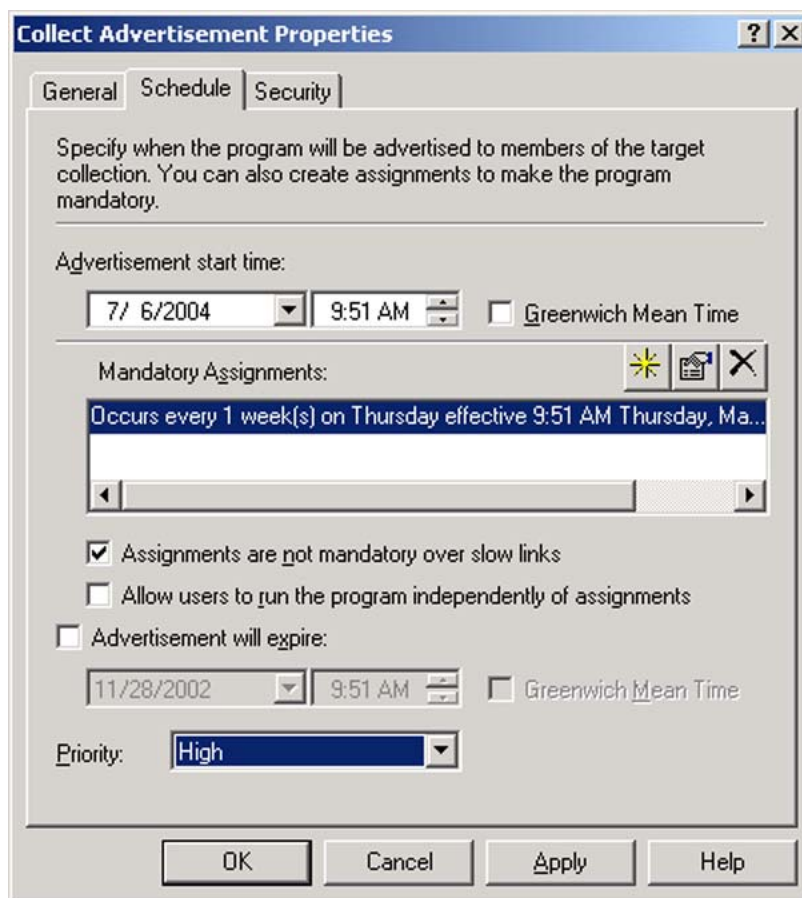 Collect Advertisement Properties
General Schedule Security
Specify when the program will be advertised to members of the target
collection. You can also create assignments to make the program
mandatory.
Advertisement start time:
7/ 6/2004 9:51 AM Greenwich Mean Time
Mandatory Assignments:
Occurs every 1 week(s) on Thursday effective 9:51 AM Thursday, Ma...
Assignments are not mandatory over slow links
Allow users to run the program independently of assignments
Advertisement will expire:
11/28/2002 9:51 AM Greenwich Mean Time
Priority: High
OK Cancel Apply Help